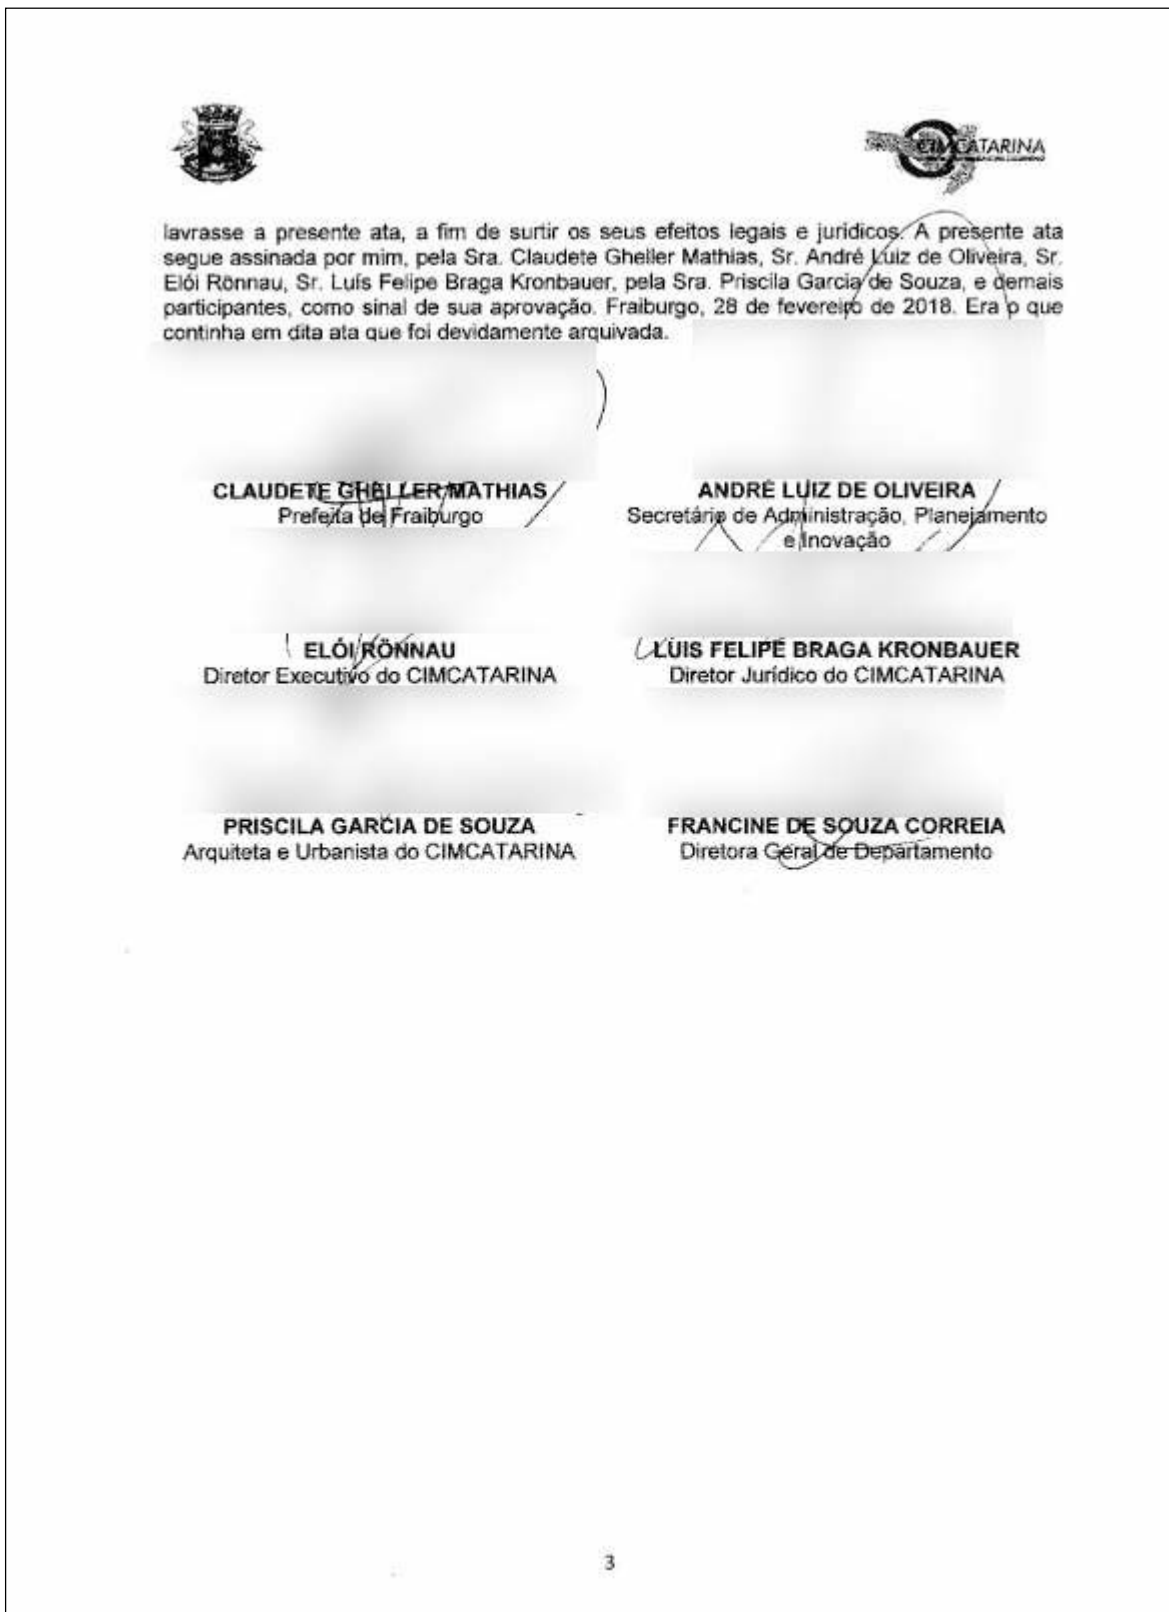 CIMCATARINA
lavrasse a presente ata, a fim de surtir os seus efeitos legais e jurídicos. A presente ata
segue assinada por mim, pela Sra. Claudete Gheller Mathias, Sr. André Luiz de Oliveira, Sr.
Elói Rönnau, Sr. Luís Felipe Braga Kronbauer, pela Sra. Priscila Garcia de Souza, e demais
participantes, como sinal de sua aprovação. Fraiburgo, 28 de fevereiro de 2018. Era o que
continha em dita ata que foi devidamente arquivada.
CLAUDETE GHELLER MATHIAS
Prefeita de Fraiburgo
ANDRÉ LUIZ DE OLIVEIRA
Secretário de Administração, Planejamento
e Inovação
ELÓI RÖNNAU
Diretor Executivo do CIMCATARINA
LUIS FELIPE BRAGA KRONBAUER
Diretor Jurídico do CIMCATARINA
PRISCILA GARCIA DE SOUZA
Arquiteta e Urbanista do CIMCATARINA
FRANCINE DE SOUZA CORREIA
Diretora Geral de Departamento
3